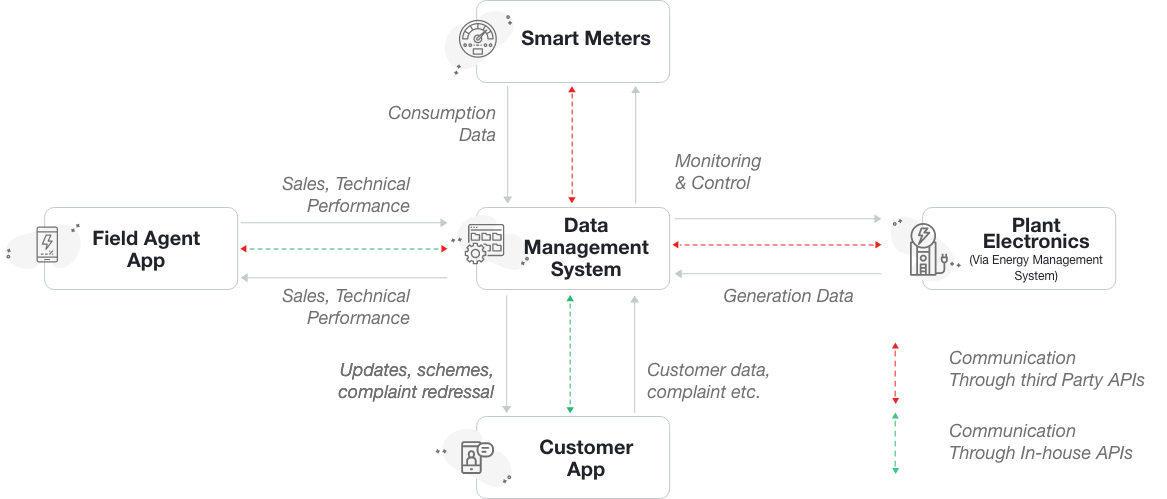 Smart Meters
Consumption
Data
Monitoring
& Control
Sales, Technical
Performance
Field Agent
App
Data
Management
System
Plant
Electronics
(Via Energy Management
System)
Sales, Technical
Performance
Generation Data
Updates, schemes,
complaint redressal
Customer data,
complaint etc.
Communication
Through third Party APIs
Customer
App
Communication
Through In-house APIs